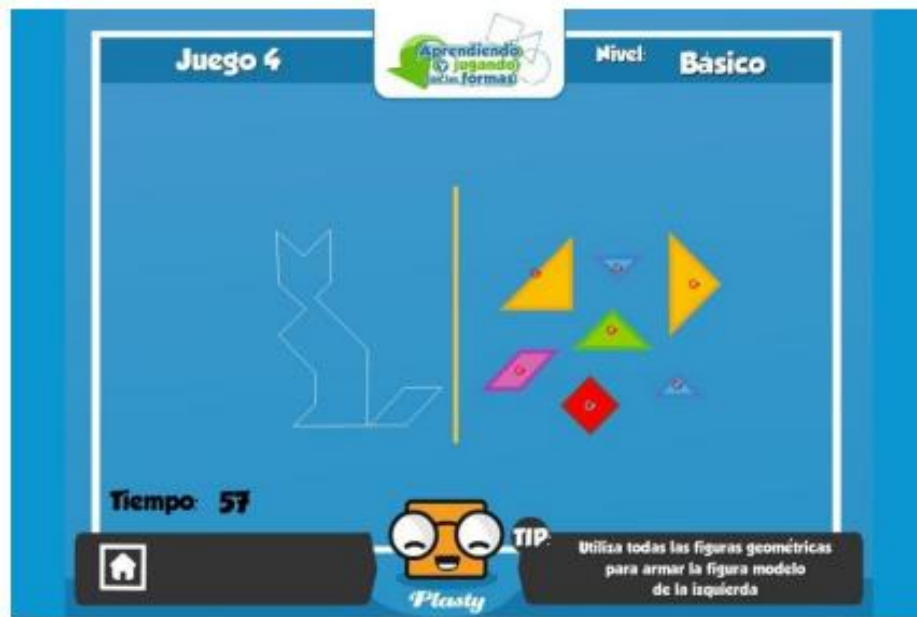 Juego 4
Aprendiendo
y jugando
con las formas
Nivel:
Básico
Tiempo: 57
TIP:
Utiliza todas las figuras geométricas
para armar la figura modelo
de la izquierda
Plasty